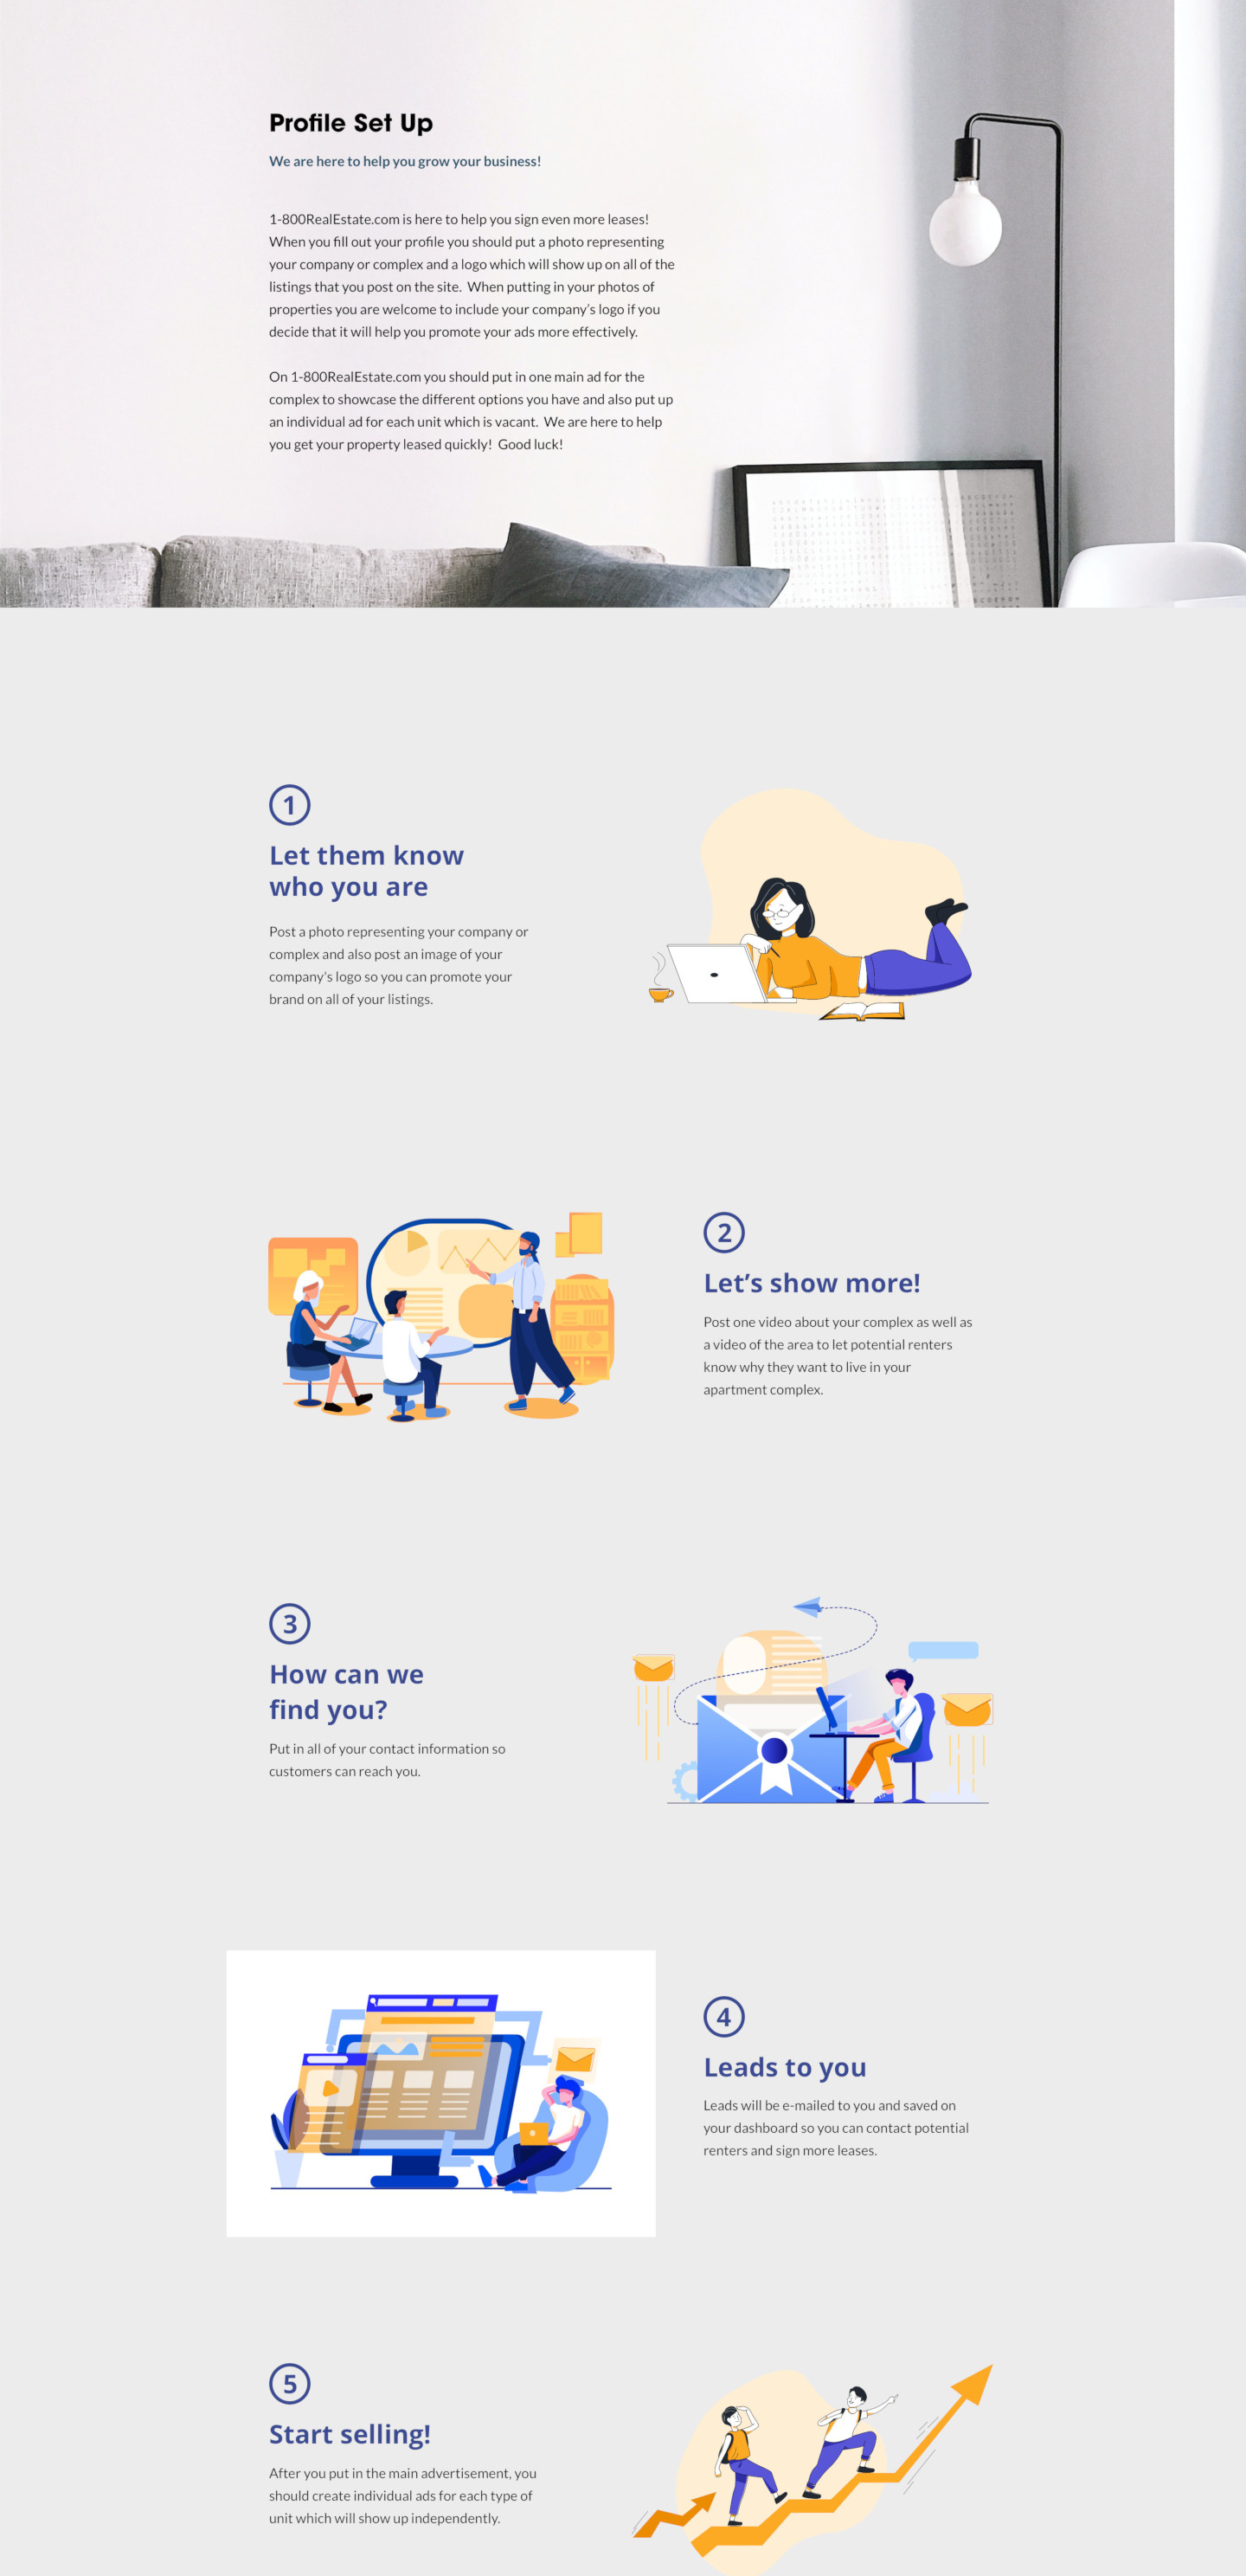 Profile Set Up
We are here to help you grow your business!
1-800RealEstate.com is here to help you sign even more leases!
When you fill out your profile you should put a photo representing
your company or complex and a logo which will show up on all of the
listings that you post on the site.  When putting in your photos of
properties you are welcome to include your company's logo if you
decide that it will help you promote your ads more effectively.
On 1-800RealEstate.com you should put in one main ad for the
complex to showcase the different options you have and also put up
an individual ad for each unit which is vacant.  We are here to help
you get your property leased quickly!  Good luck!
1
Let them know
who you are
Post a photo representing your company or
complex and also post an image of your
company's logo so you can promote your
brand on all of your listings.
2
Let’s show more!
Post one video about your complex as well as
a video of the area to let potential renters
know why they want to live in your
apartment complex.
3
How can we
find you?
Put in all of your contact information so
customers can reach you.
4
Leads to you
Leads will be e-mailed to you and saved on
your dashboard so you can contact potential
renters and sign more leases.
5
Start selling!
After you put in the main advertisement, you
should create individual ads for each type of
unit which will show up independently.